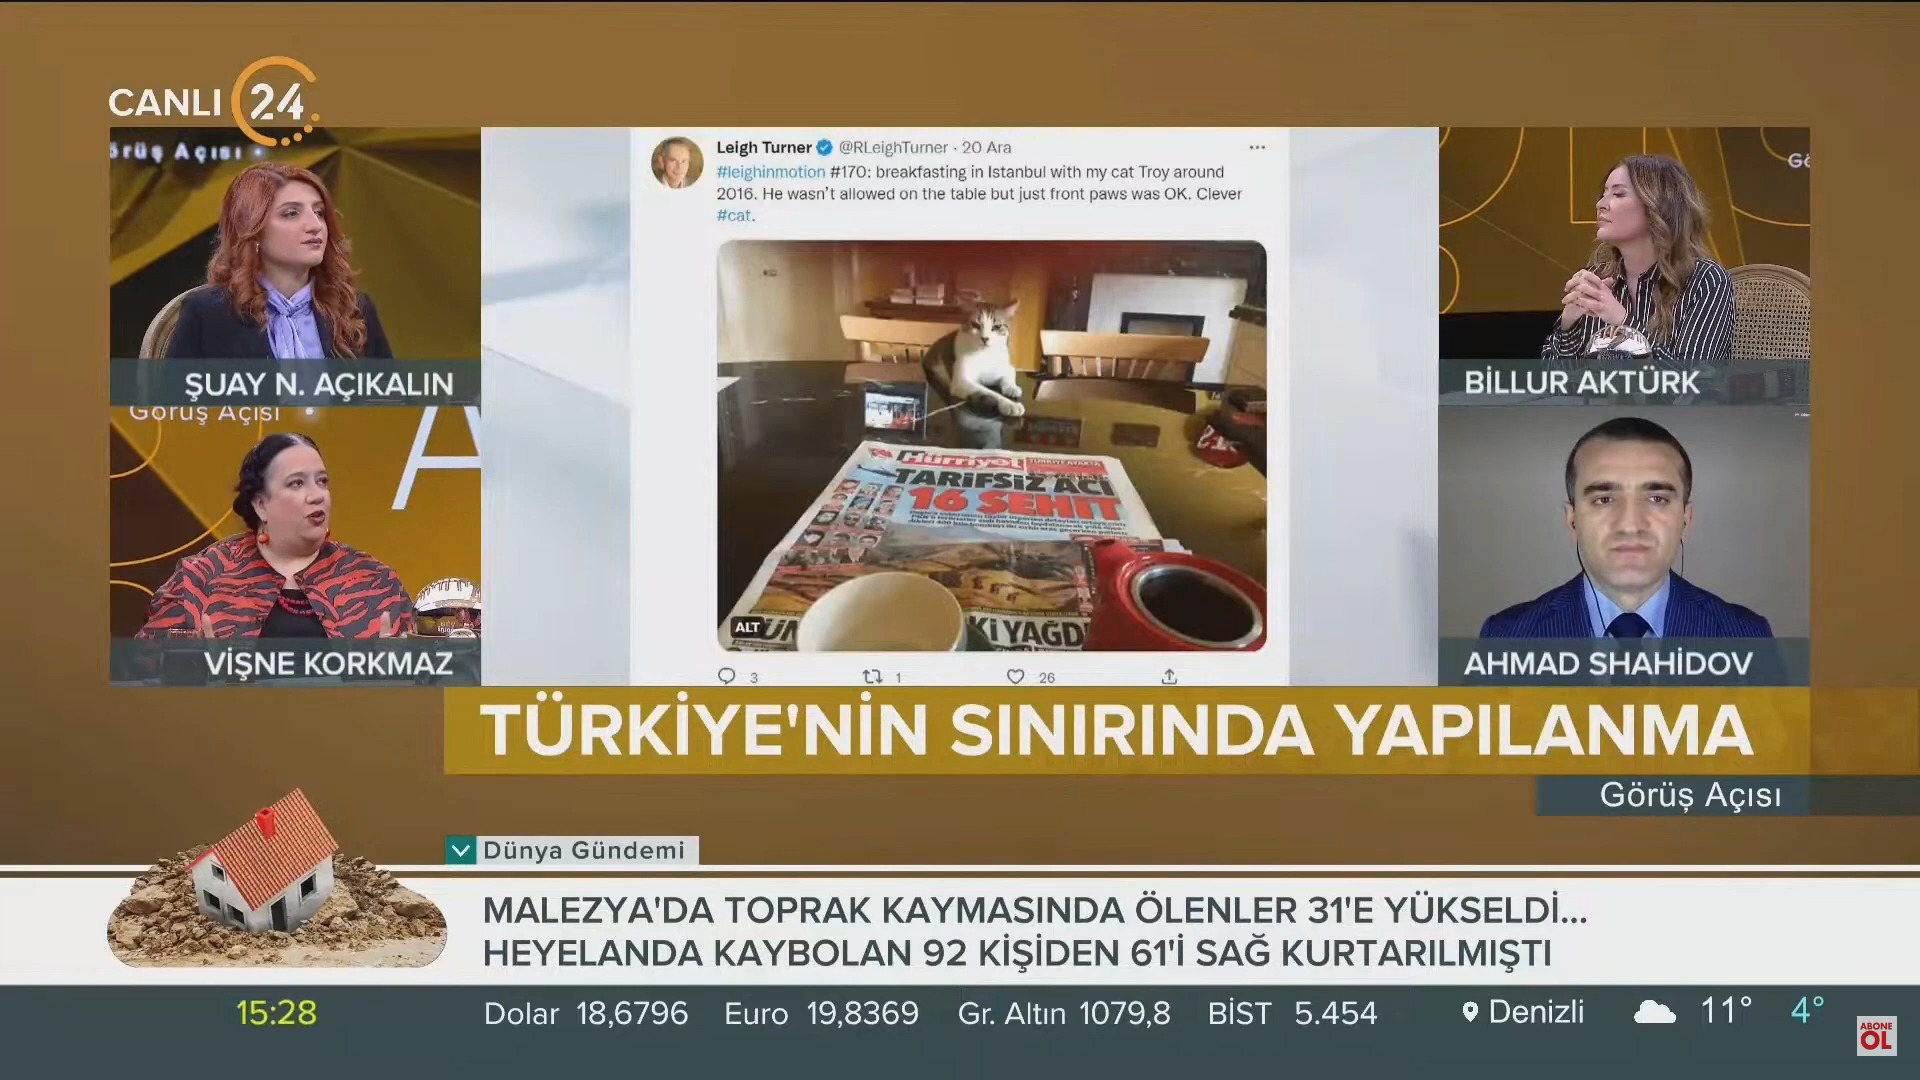 CANLI 24
Görüş Açısı
ŞUAY N. AÇIKALIN
Görüş Açısı
VİŞNE KORKMAZ
Leigh Turner @RLeighTurner · 20 Ara
#leighinmotion #170: breakfasting in Istanbul with my cat Troy around
2016. He wasn't allowed on the table but just front paws was OK. Clever
#cat.
Hürriyet
TARİFSİZ ACI
16 ŞEHİT
Kİ YAĞDI
ALT
3 1 26
BİLLUR AKTÜRK
AHMAD SHAHİDOV
TÜRKİYE'NİN SINIRINDA YAPILANMA
Görüş Açısı
Dünya Gündemi
MALEZYA'DA TOPRAK KAYMASINDA ÖLENLER 31'E YÜKSELDİ...
HEYELANDA KAYBOLAN 92 KİŞİDEN 61'İ SAĞ KURTARILMIŞTI
15:28 Dolar 18,6796 Euro 19,8369 Gr. Altın 1079,8 BİST 5.454 Denizli 11° 4°
ABONE
OL